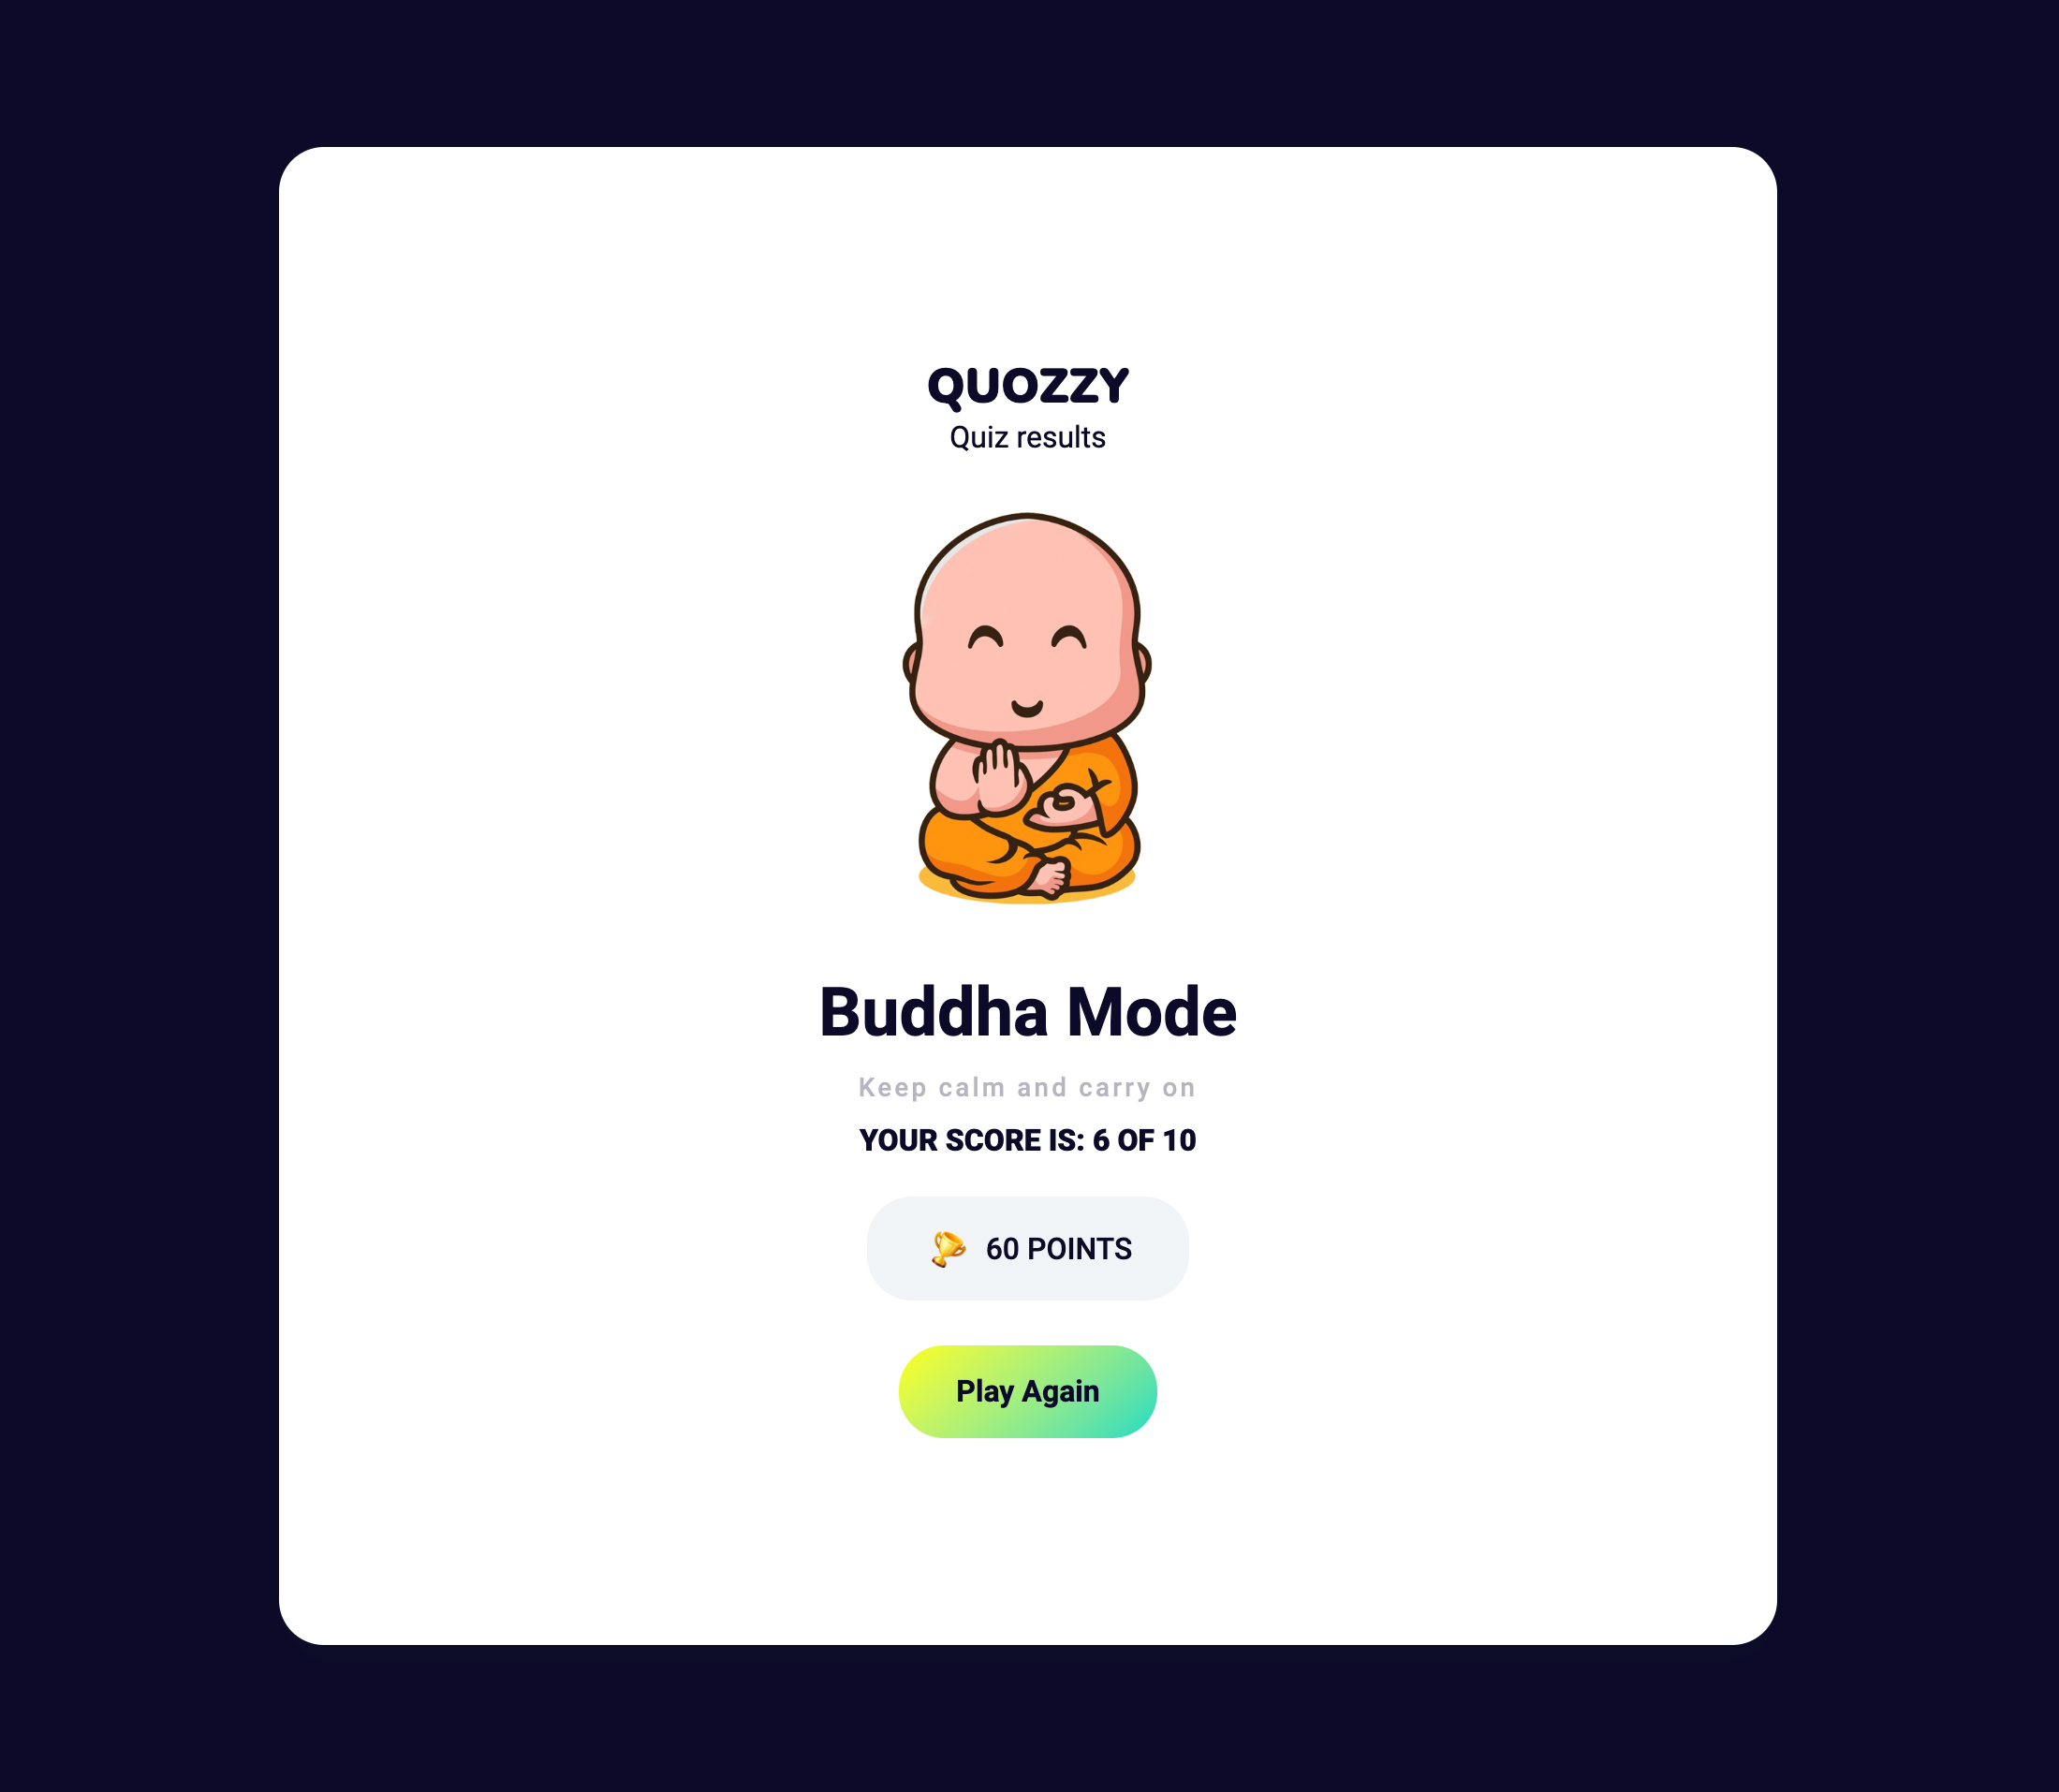 QUOZZY
Quiz results
Buddha Mode
Keep calm and carry on
YOUR SCORE IS: 6 OF 10
🏆 60 POINTS
Play Again